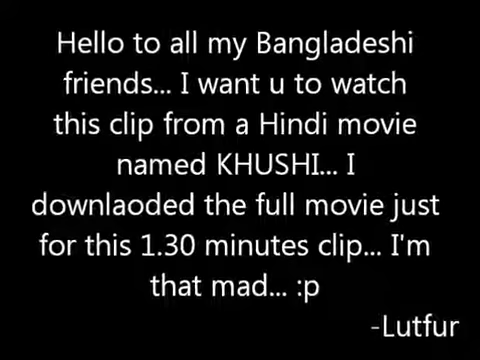 Hello to all my Bangladeshi
friends... I want u to watch
this clip from a Hindi movie
named KHUSHI... I
downlaoded the full movie just
for this 1.30 minutes clip... I'm
that mad... :p
-Lutfur